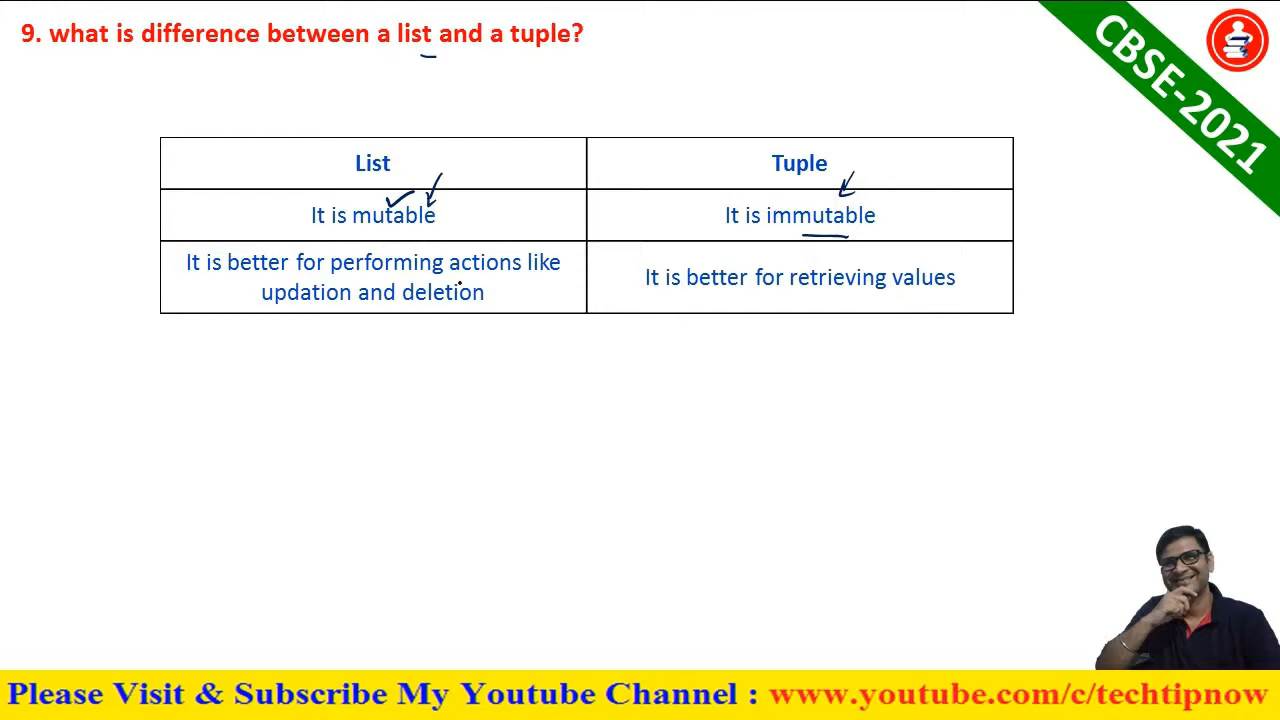 9. what is difference between a list and a tuple?
CBSE-2021
List
Tuple
It is mutable
It is immutable
It is better for performing actions like
updation and deletion
It is better for retrieving values
Please Visit & Subscribe My Youtube Channel : www.youtube.com/c/techtipnow